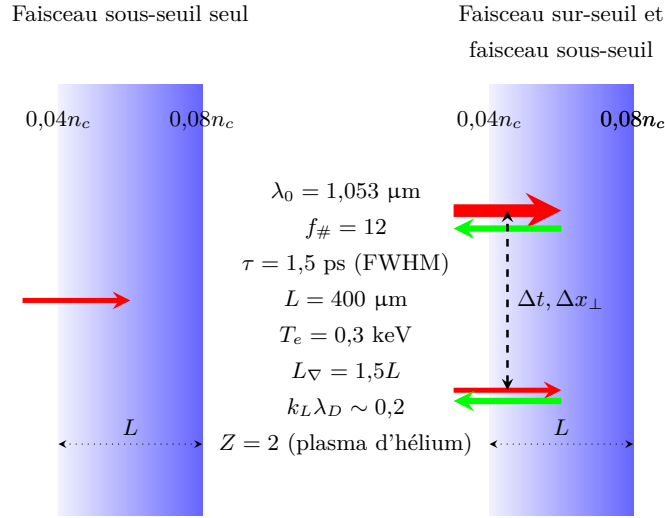 Faisceau sous-seuil seul
0,04n_c
0,08n_c
L
λ_0 = 1,053 µm
f_# = 12
τ = 1,5 ps (FWHM)
L = 400 µm
T_e = 0,3 keV
L_∇ = 1,5L
k_L λ_D ∼ 0,2
Z = 2 (plasma d'hélium)
Faisceau sur-seuil et
faisceau sous-seuil
0,04n_c
0,08n_c
Δt, Δx_⊥
L